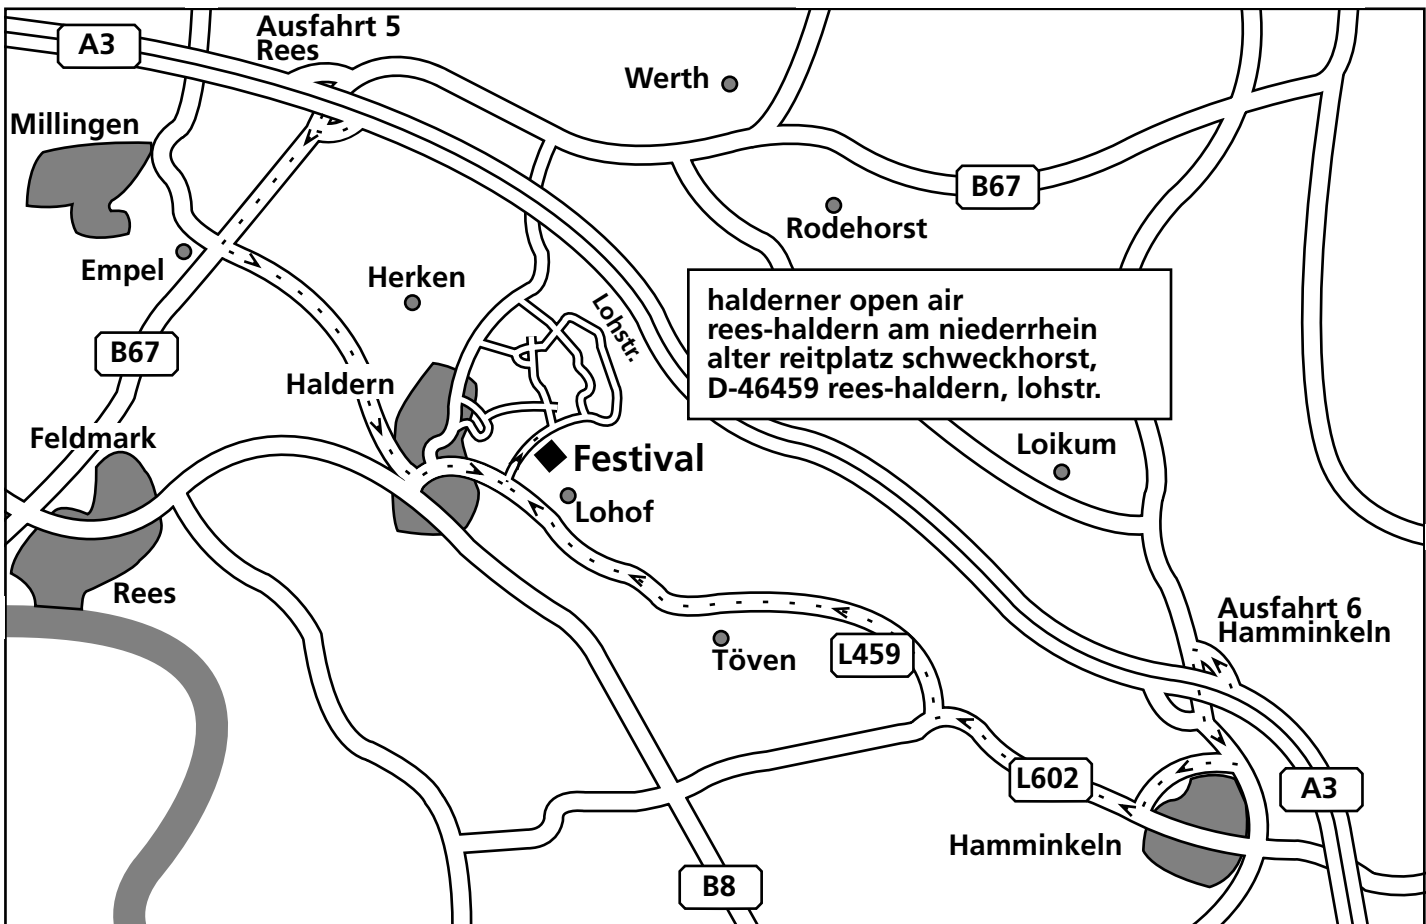 Ausfahrt 5
Rees
A3
Werth
Millingen
B67
Rodehorst
Empel
Herken
Lohstr.
halderner open air
rees-haldern am niederrhein
alter reitplatz schweckhorst,
D-46459 rees-haldern, lohstr.
B67
Haldern
Feldmark
Loikum
Festival
Lohof
Rees
Ausfahrt 6
Hamminkeln
Töven
L459
L602
A3
Hamminkeln
B8